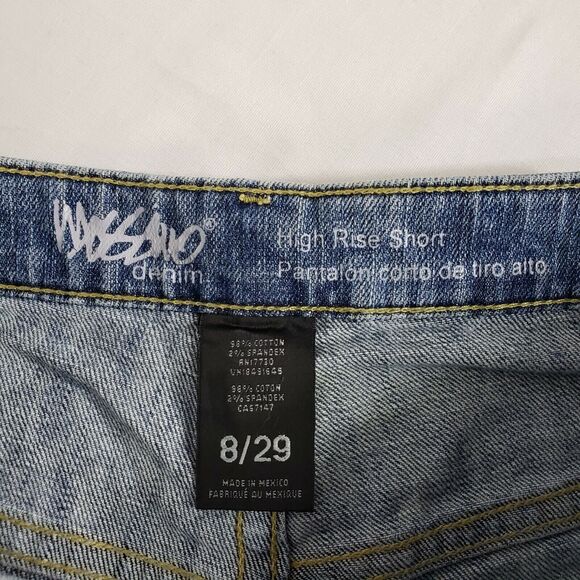 MOSSIMO®
denim
High Rise Short
Pantalón corto de tiro alto
98% COTTON
2% SPANDEX
RN17730
VN18491645
98% COTON
2% SPANDEX
CA57147
8/29
MADE IN MEXICO
FABRIQUÉ AU MEXIQUE